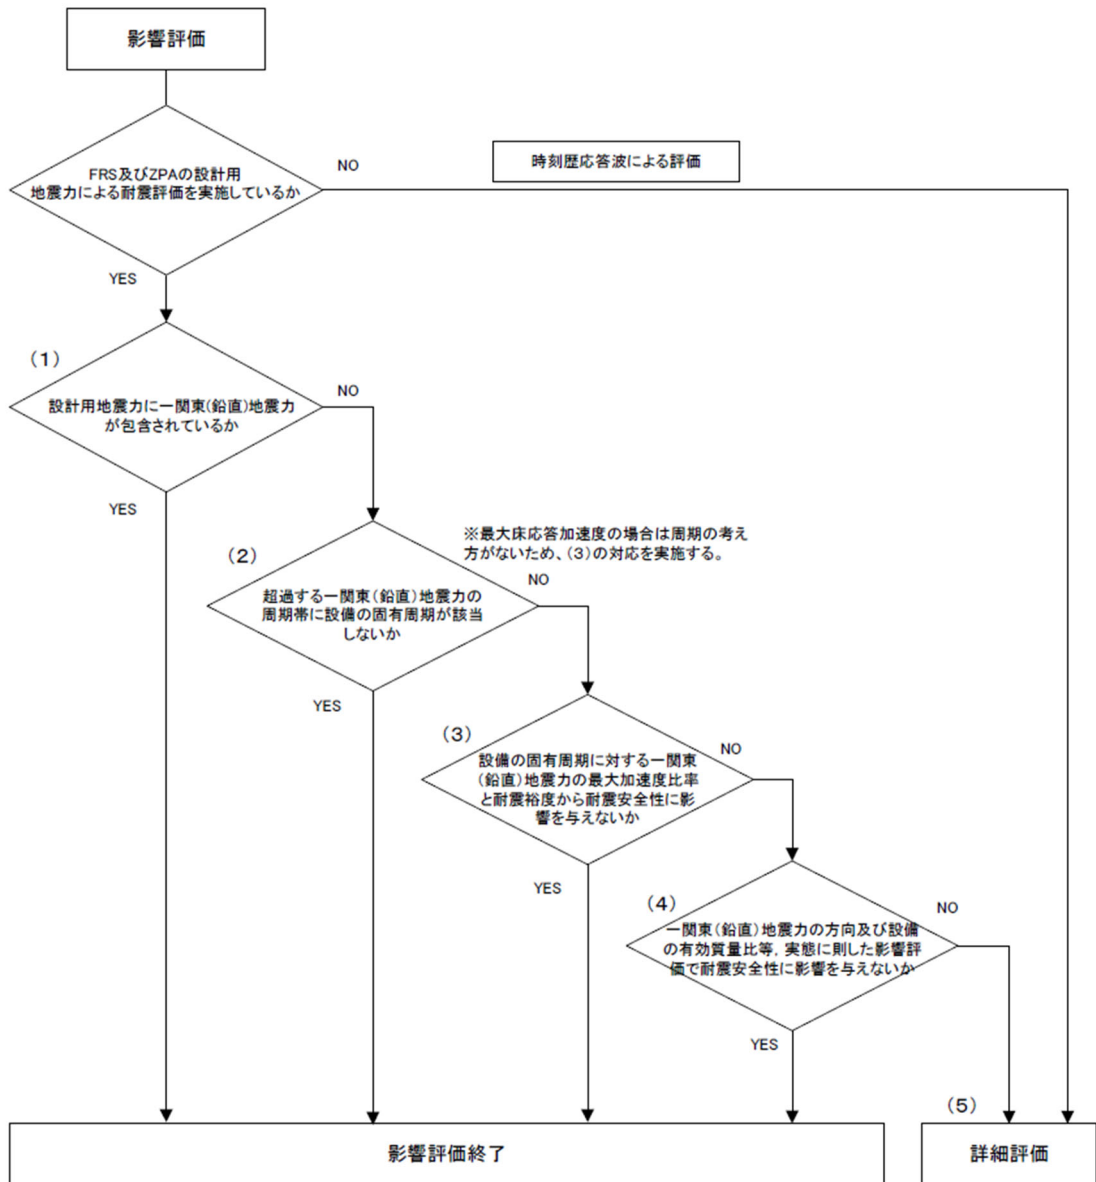 影響評価
FRS及びZPAの設計用
地震力による耐震評価を実施しているか
NO
時刻歴応答波による評価
YES
(1)
設計用地震力に一関東(鉛直)地震力
が包含されているか
NO
YES
※最大床応答加速度の場合は周期の考え
方がないため、(3)の対応を実施する。
(2)
超過する一関東(鉛直)地震力の
周期帯に設備の固有周期が該当
しないか
NO
YES
(3)
設備の固有周期に対する一関東
(鉛直)地震力の最大加速度比率
と耐震裕度から耐震安全性に影
響を与えないか
NO
YES
(4)
一関東(鉛直)地震力の方向及び設備
の有効質量比等,実態に則した影響評
価で耐震安全性に影響を与えないか
NO
YES
(5)
影響評価終了
詳細評価